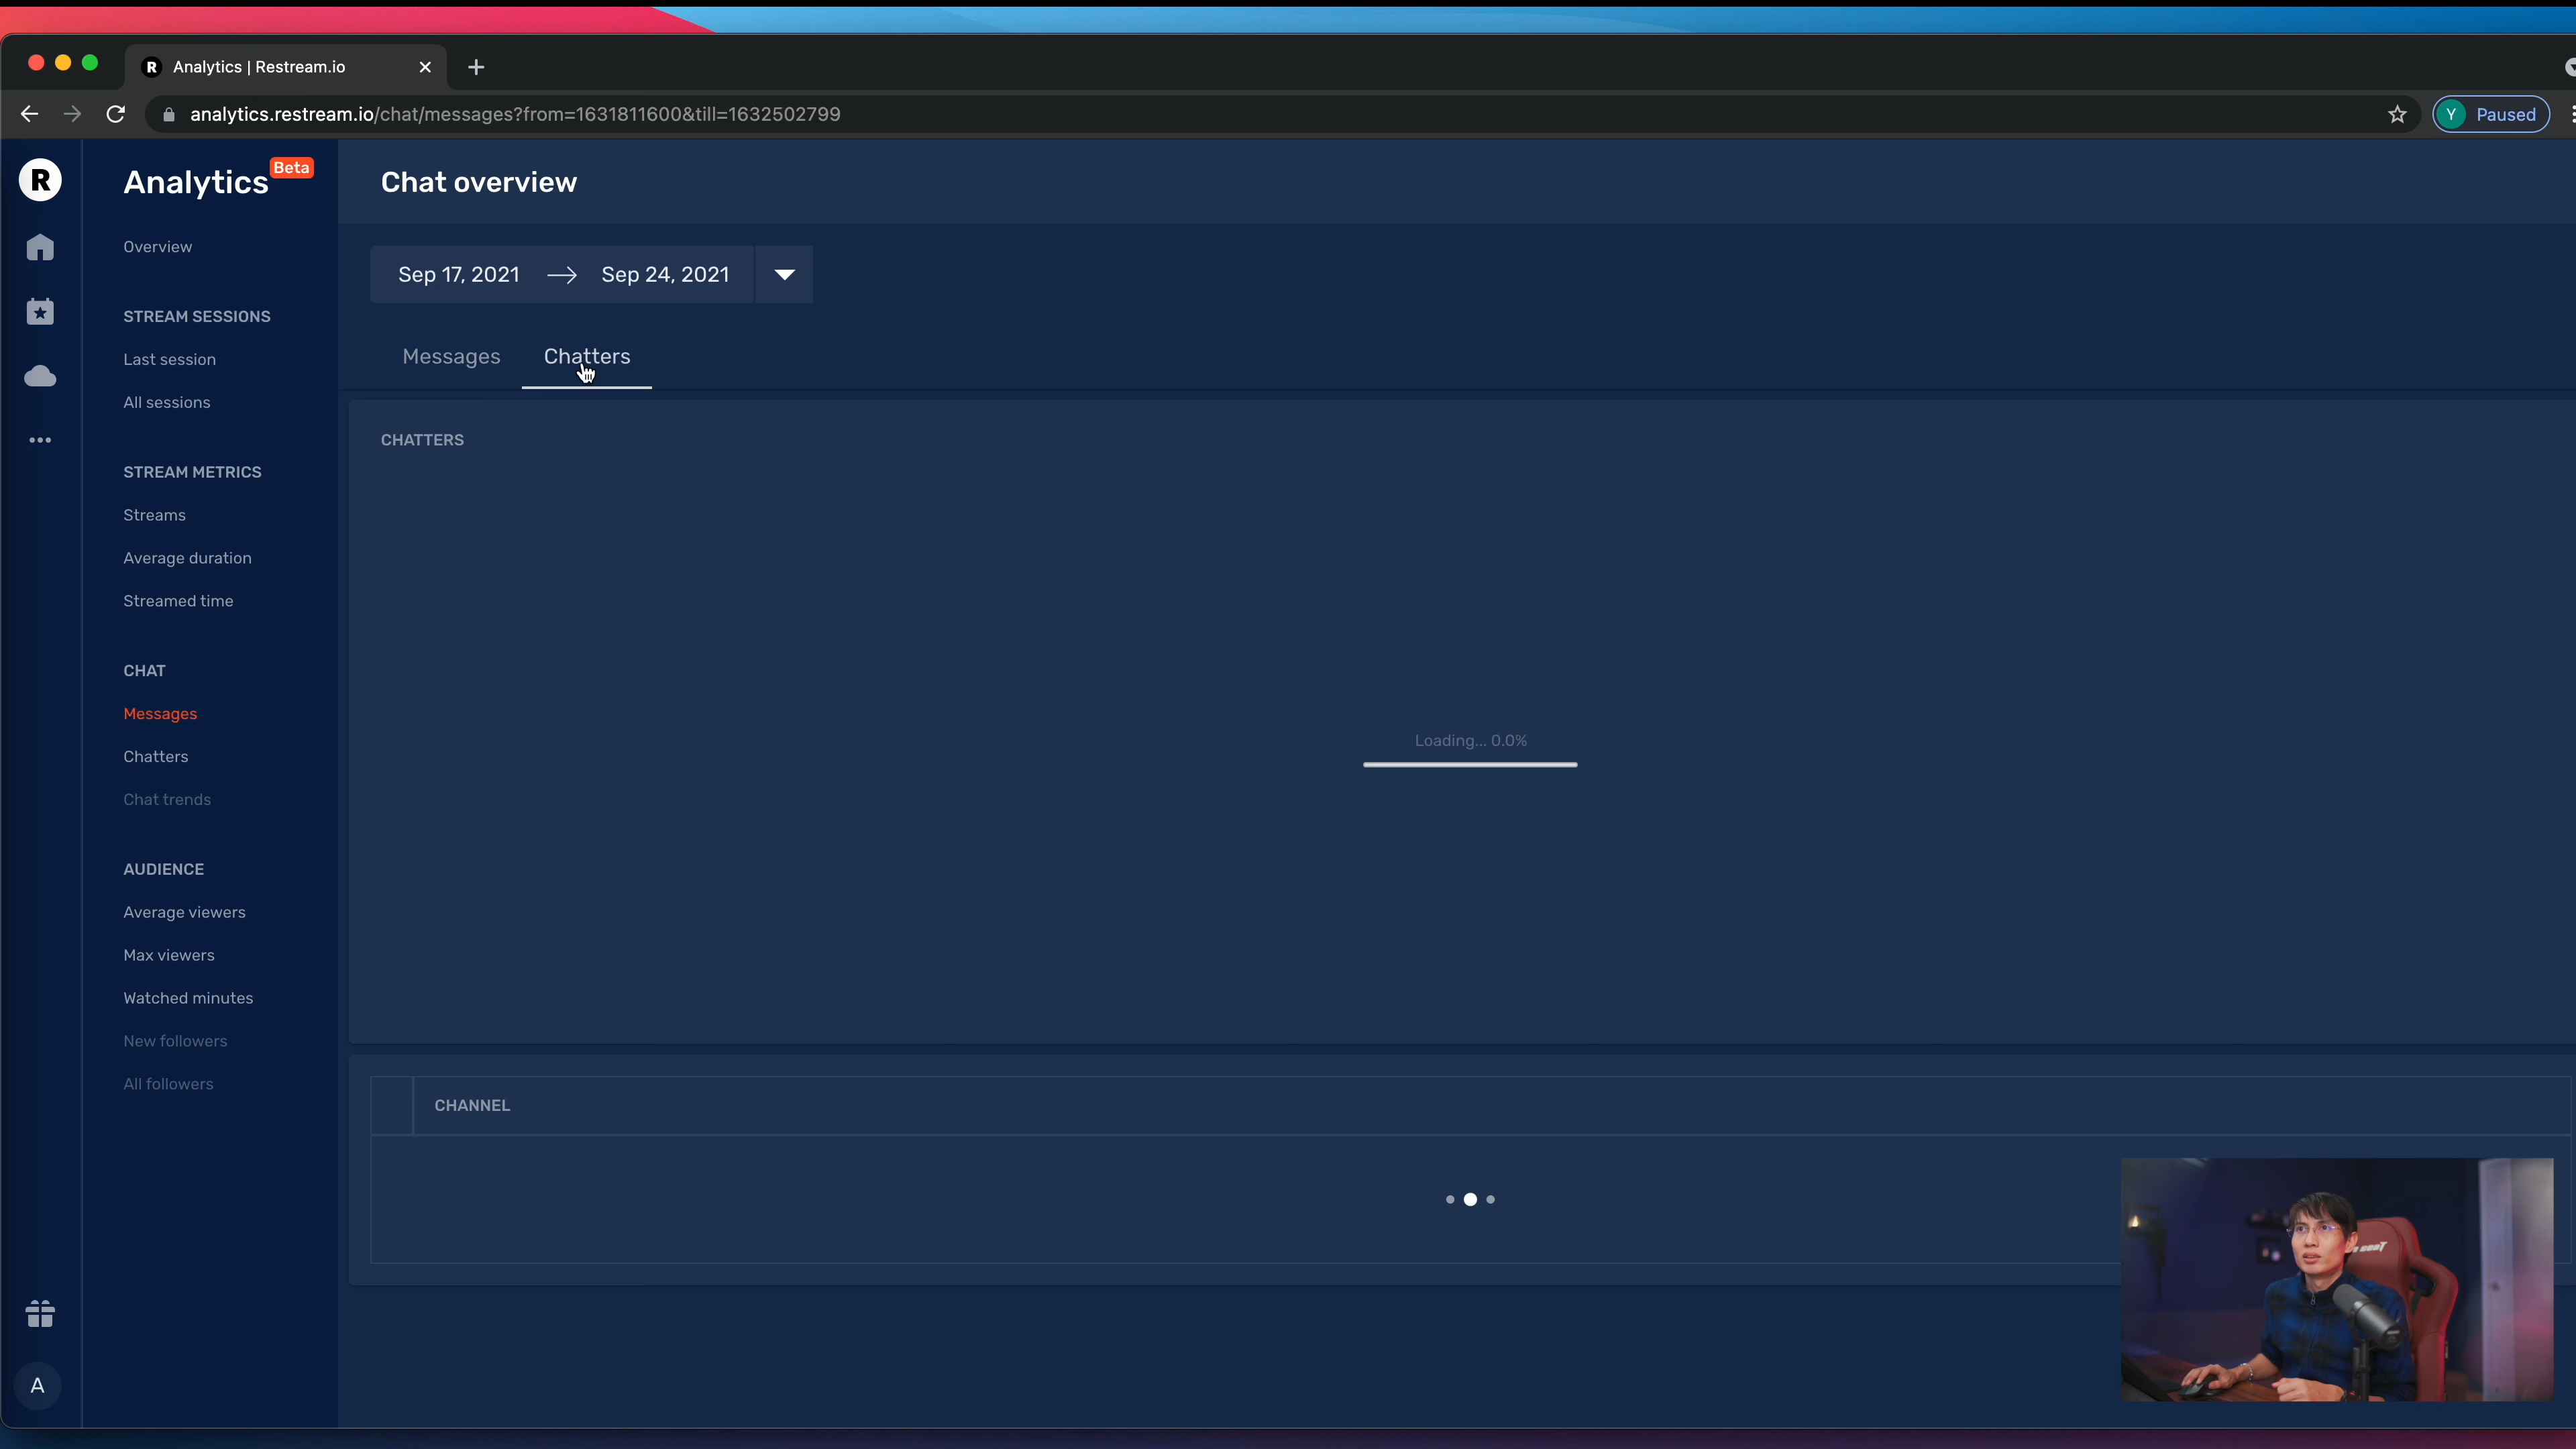 R Analytics | Restream.io
analytics.restream.io/chat/messages?from=1631811600&till=1632502799
Y Paused
R
Analytics Beta
Overview
STREAM SESSIONS
Last session
All sessions
STREAM METRICS
Streams
Average duration
Streamed time
CHAT
Messages
Chatters
Chat trends
AUDIENCE
Average viewers
Max viewers
Watched minutes
New followers
All followers
A
Chat overview
Sep 17, 2021 → Sep 24, 2021
Messages Chatters
CHATTERS
Loading... 0.0%
CHANNEL